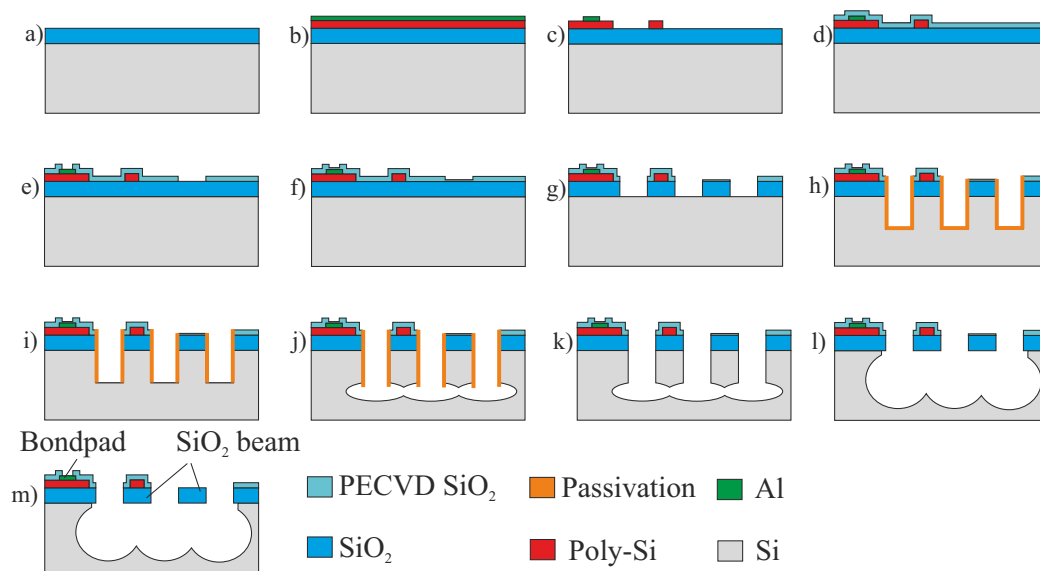 a)
b)
c)
d)
e)
f)
g)
h)
i)
j)
k)
l)
Bondpad
SiO₂ beam
m)
PECVD SiO₂
Passivation
Al
SiO₂
Poly-Si
Si